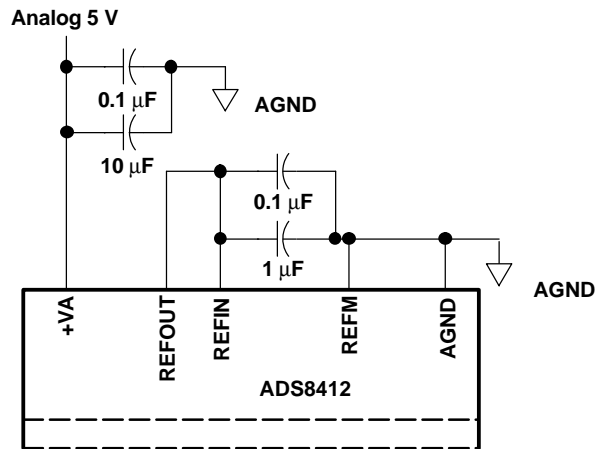 Analog 5 V
0.1 μF
AGND
10 μF
0.1 μF
1 μF
AGND
+VA
REFOUT
REFIN
REFM
AGND
ADS8412